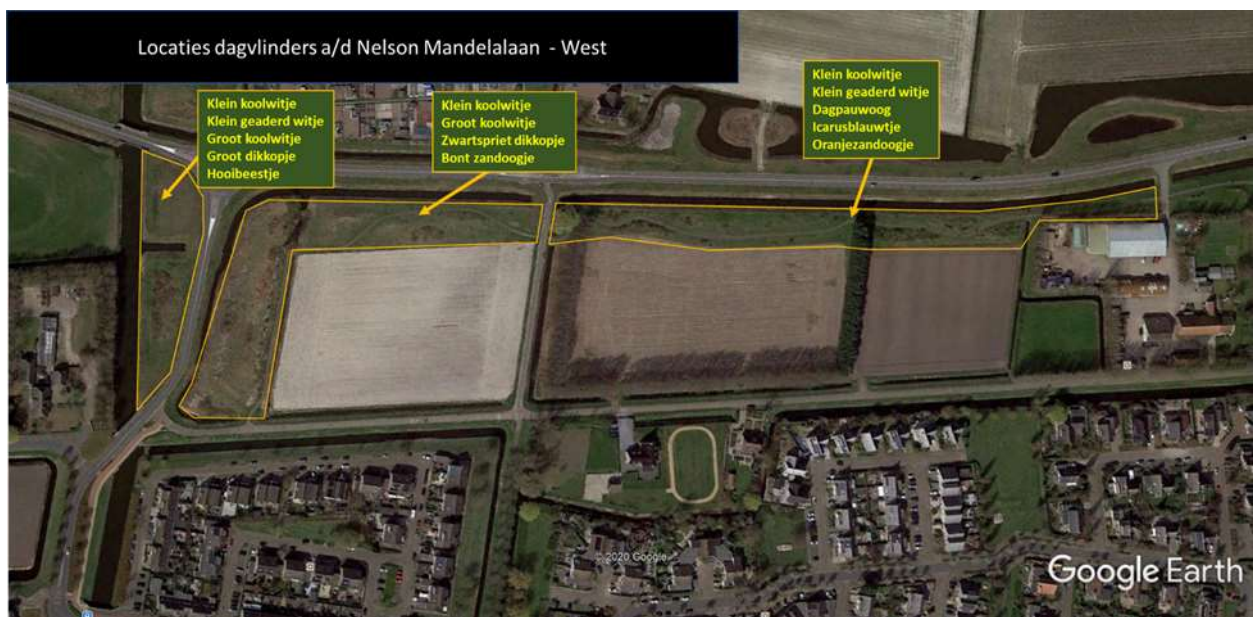 Locaties dagvlinders a/d Nelson Mandelalaan - West
Klein koolwitje
Klein geaderd witje
Groot koolwitje
Groot dikkopje
Hooibeestje
Klein koolwitje
Groot koolwitje
Zwartspriet dikkopje
Bont zandoogje
Klein koolwitje
Klein geaderd witje
Dagpauwoog
Icarusblauwtje
Oranjezandoogje
© 2020 Google
Google Earth